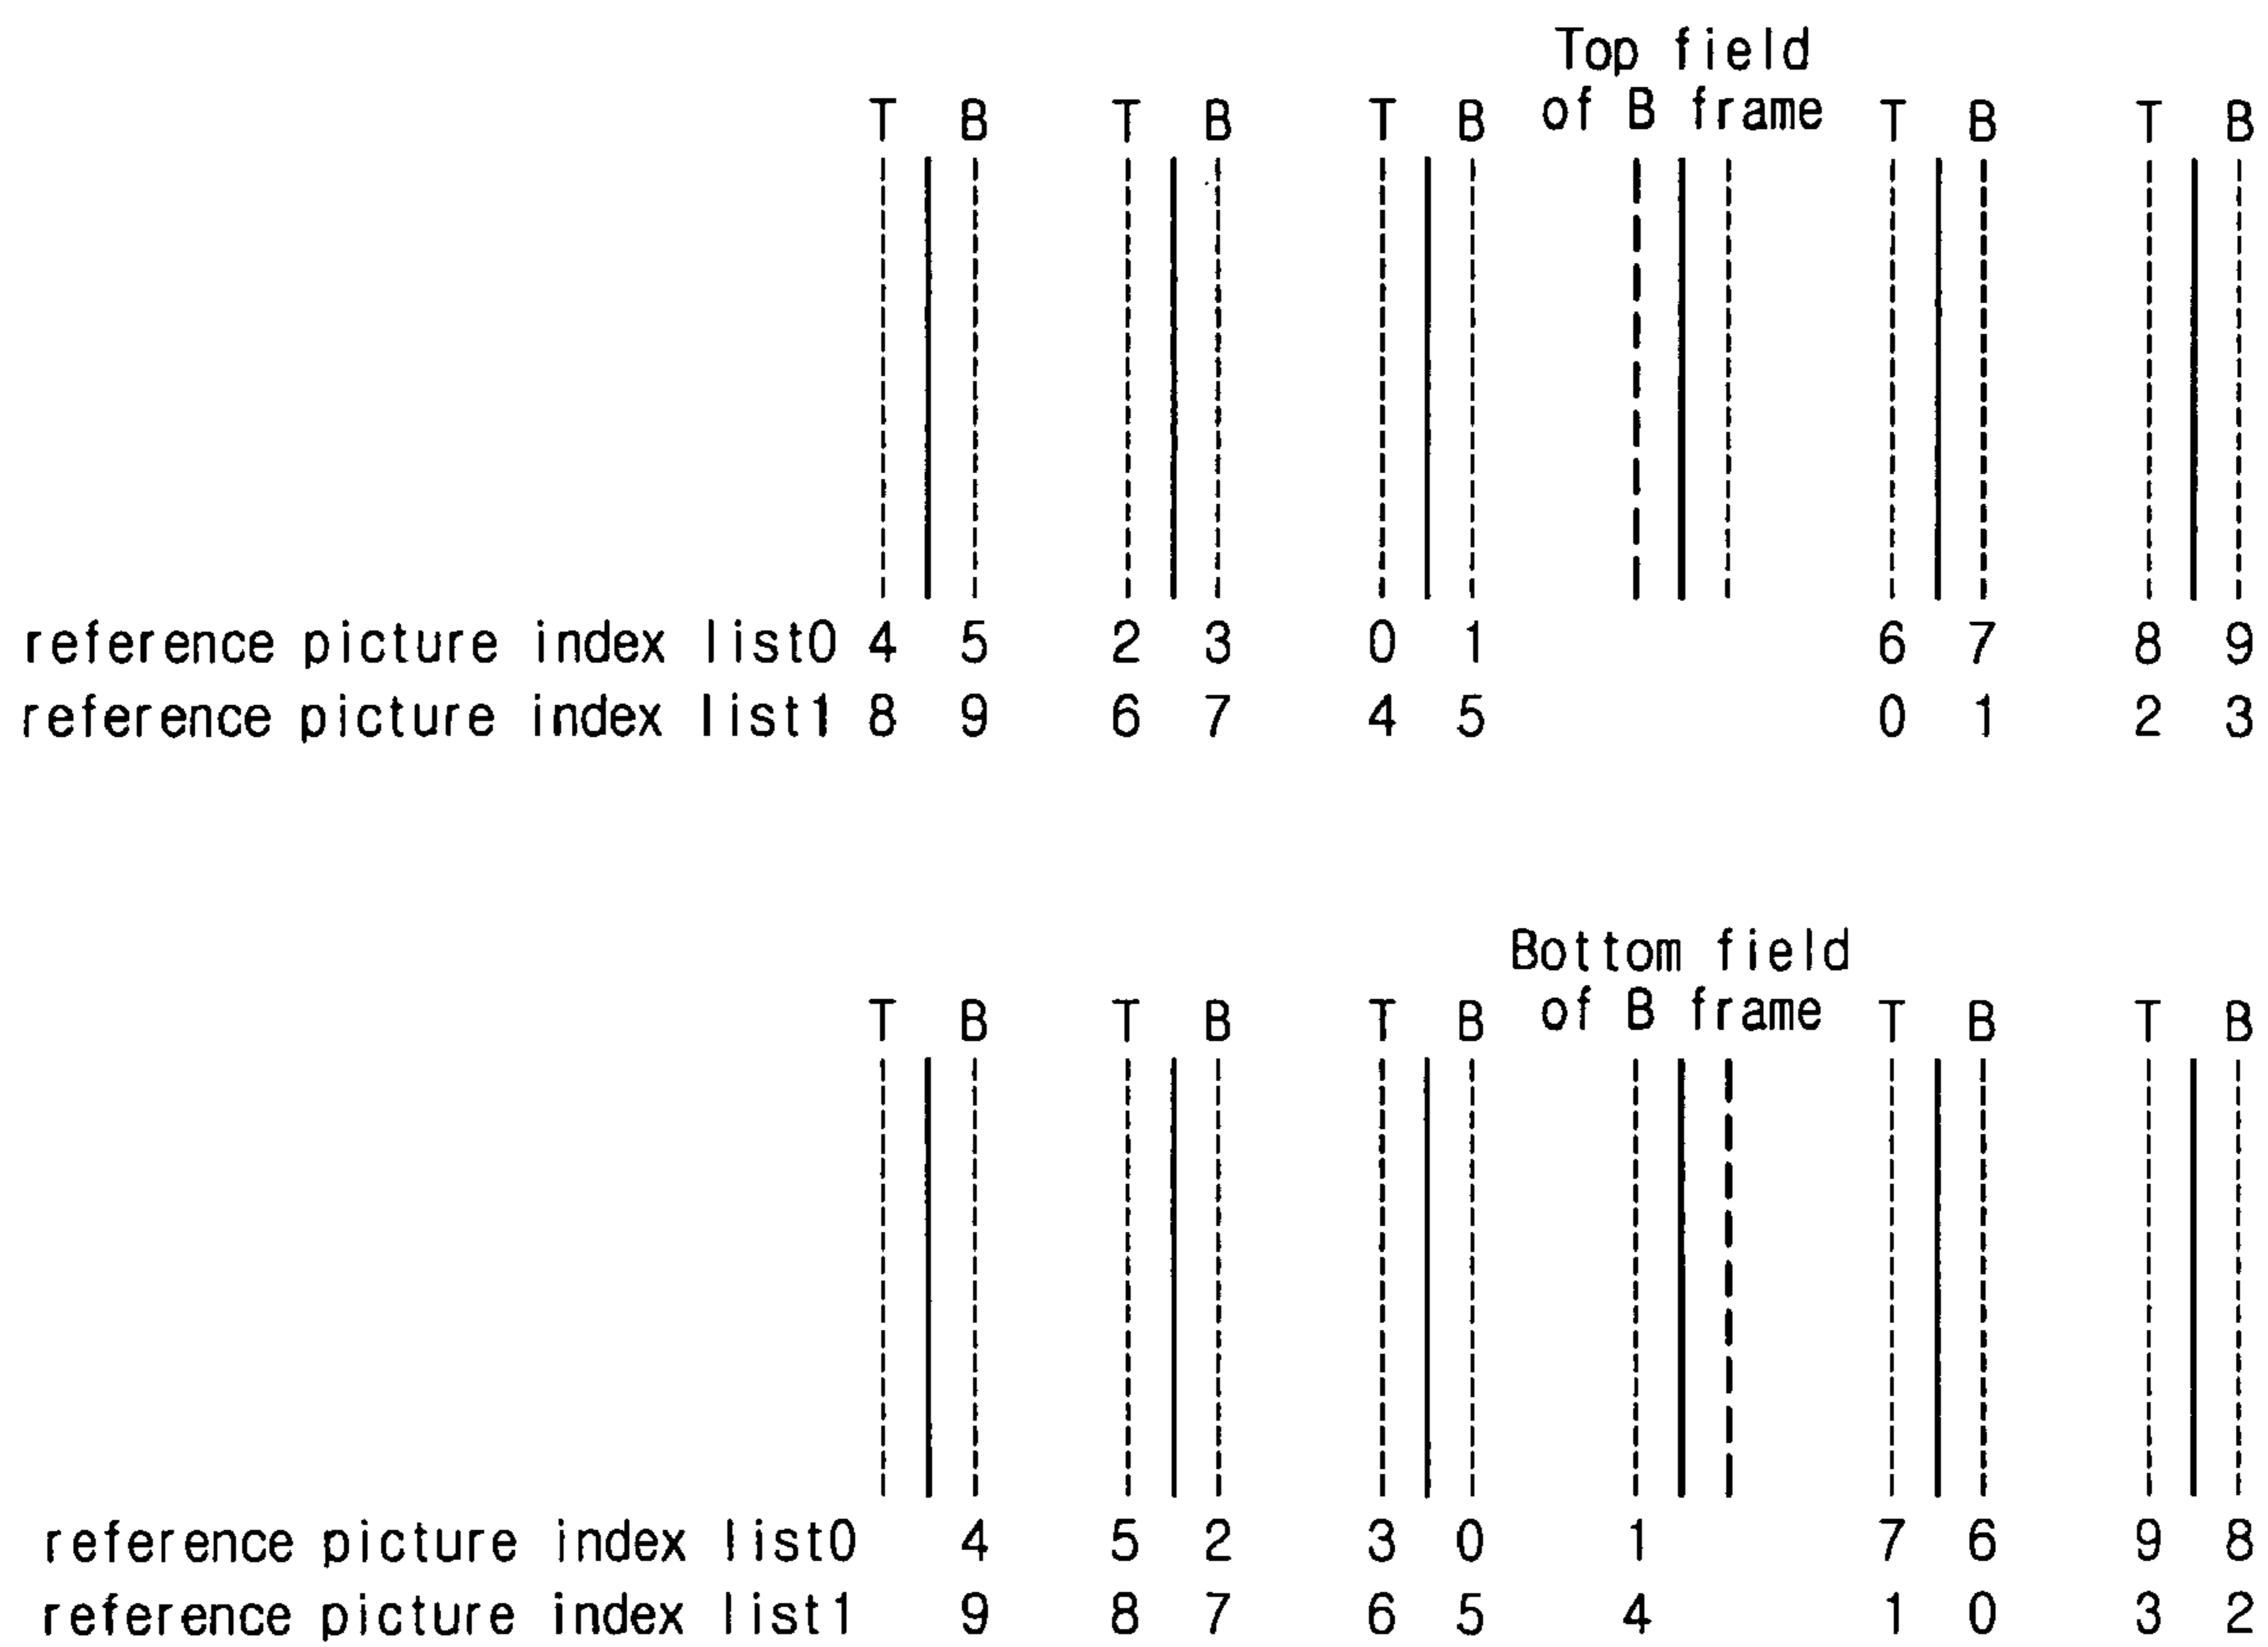 Top field
T B T B T B of B frame T B T B
reference picture index list0 4 5 2 3 0 1 6 7 8 9
reference picture index list1 8 9 6 7 4 5 0 1 2 3
Bottom field
T B T B T B of B frame T B T B
reference picture index list0 4 5 2 3 0 1 7 6 9 8
reference picture index list1 9 8 7 6 5 4 1 0 3 2